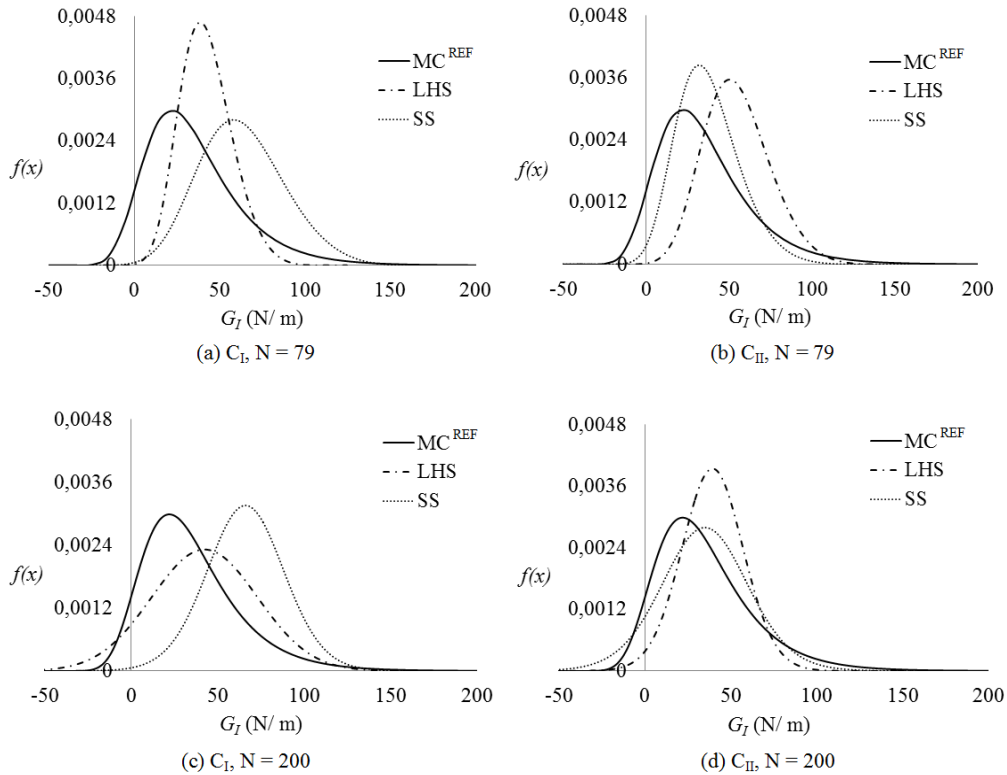 0,0048
0,0036
0,0024
0,0012
0
f(x)
MC REF
LHS
SS
-50 0 50 100 150 200
G_I (N/ m)
(a) C_I, N = 79
0,0048
0,0036
0,0024
0,0012
0
f(x)
MC REF
LHS
SS
-50 0 50 100 150 200
G_I (N/ m)
(b) C_II, N = 79
0,0048
0,0036
0,0024
0,0012
0
f(x)
MC REF
LHS
SS
-50 0 50 100 150 200
G_I (N/ m)
(c) C_I, N = 200
0,0048
0,0036
0,0024
0,0012
0
f(x)
MC REF
LHS
SS
-50 0 50 100 150 200
G_I (N/ m)
(d) C_II, N = 200